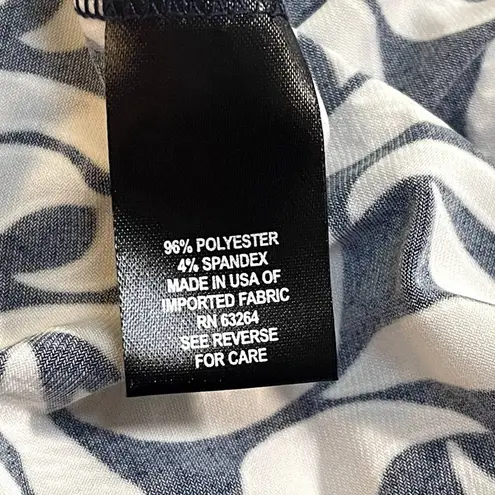 96% POLYESTER
4% SPANDEX
MADE IN USA OF
IMPORTED FABRIC
RN 63264
SEE REVERSE
FOR CARE